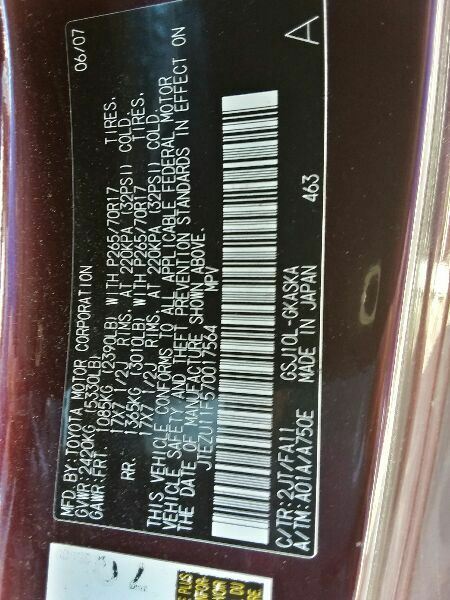 MFD.BY:TOYOTA MOTOR CORPORATION 06/07
GVWR:2420KG (5330LB)
GAWR:FRT. 1085KG (2390LB) WITH P265/70R17 TIRES,
17X7 1/2J RIMS, AT 220KPA (32PSI) COLD.
RR. 1365KG (3010LB) WITH P265/70R17 TIRES,
17X7 1/2J RIMS, AT 220KPA (32PSI) COLD.
THIS VEHICLE CONFORMS TO ALL APPLICABLE FEDERAL MOTOR
VEHICLE SAFETY AND THEFT PREVENTION STANDARDS IN EFFECT ON
THE DATE OF MANUFACTURE SHOWN ABOVE.
JTEZU11F570017564 MPV
C/TR:2JT/FA11 GSJ10L-GKASKA 463
A/TM:A01A/A750E MADE IN JAPAN A
PLUS
DU